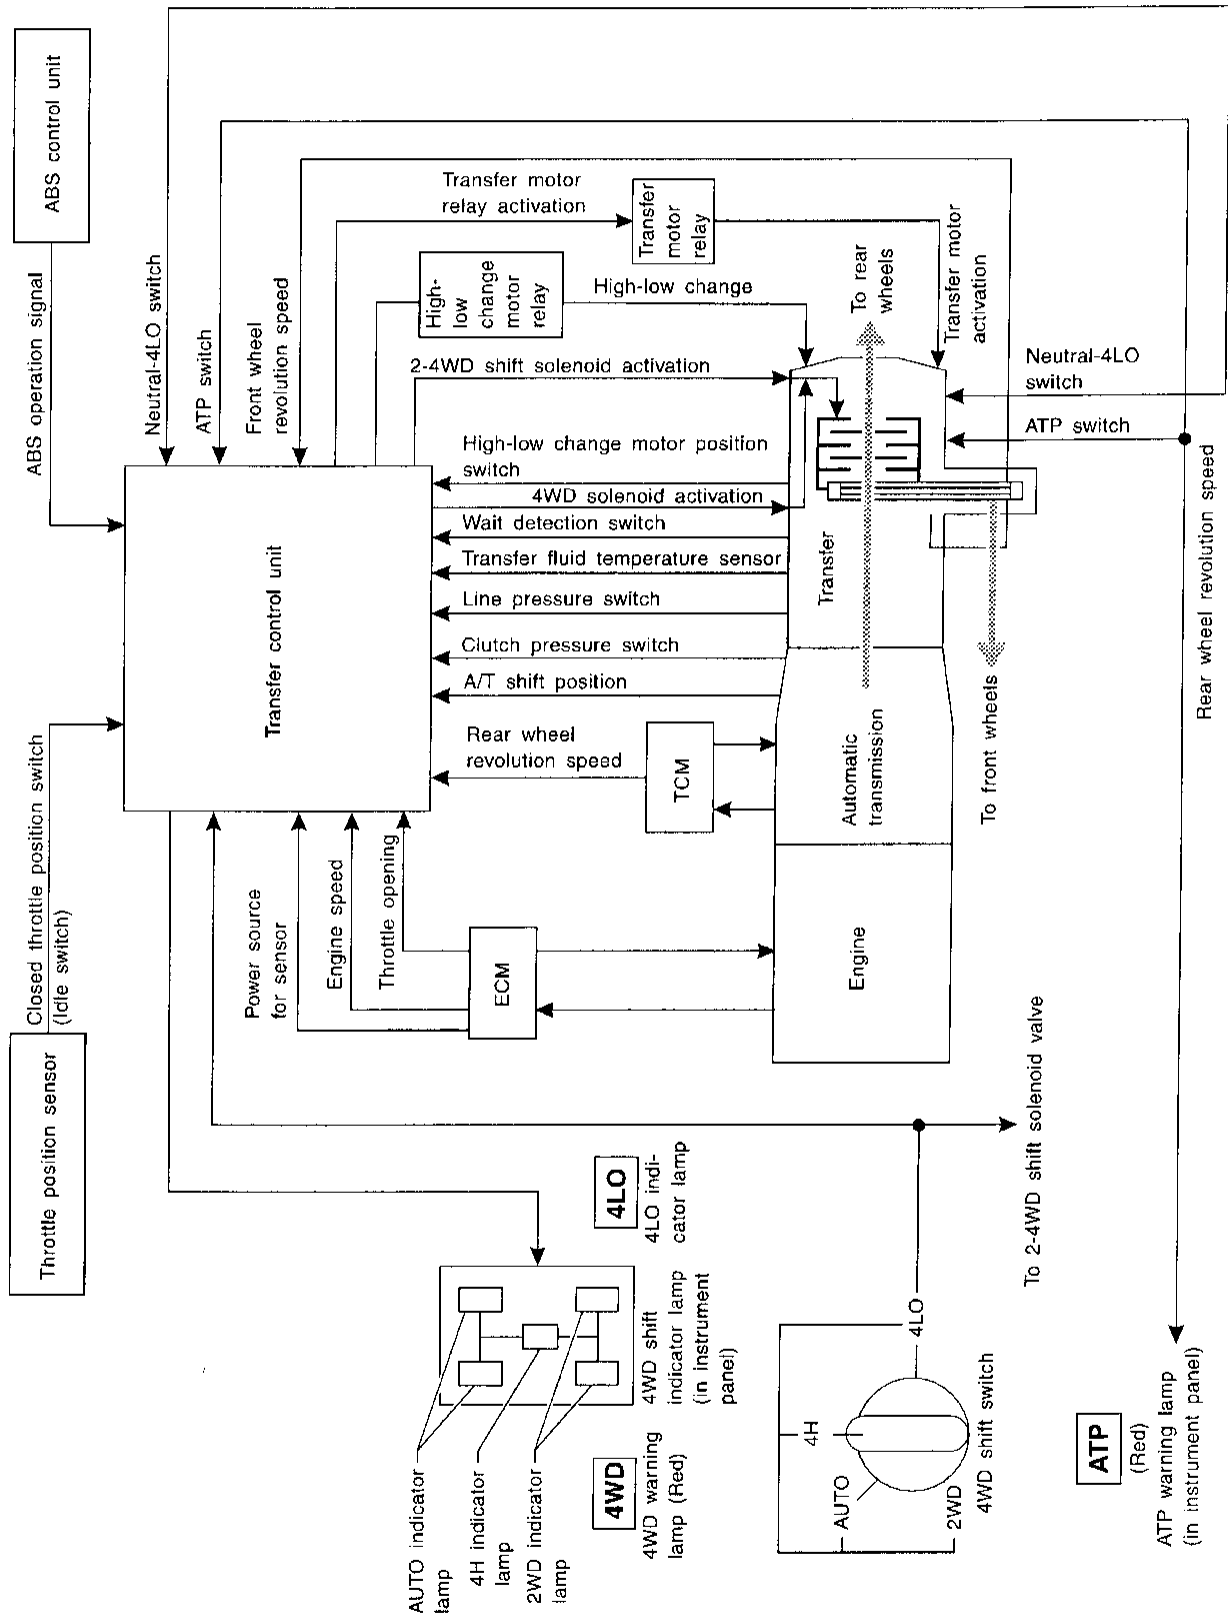 ABS control unit
ABS operation signal
Neutral-4LO switch
ATP switch
Front wheel
revolution speed
Transfer motor
relay activation
Transfer
motor
relay
High-
low
change
motor
relay
High-low change
To rear
wheels
Transfer motor
activation
2-4WD shift solenoid activation
Neutral-4LO
switch
ATP switch
High-low change motor position
switch
4WD solenoid activation
Wait detection switch
Transfer fluid temperature sensor
Line pressure switch
Clutch pressure switch
A/T shift position
Rear wheel
revolution speed
Transfer control unit
Transfer
TCM
Automatic
transmission
To front wheels
Rear wheel revolution speed
Closed throttle position switch
(Idle switch)
Throttle position sensor
Power source
for sensor
Engine speed
Throttle opening
ECM
Engine
To 2-4WD shift solenoid valve
4LO
4LO indi-
cator lamp
4WD shift
indicator lamp
(in instrument
panel)
4WD
4WD warning
lamp (Red)
AUTO indicator
lamp
4H indicator
lamp
2WD indicator
lamp
4LO
4H
AUTO
2WD
4WD shift switch
ATP
(Red)
ATP warning lamp
(in instrument panel)